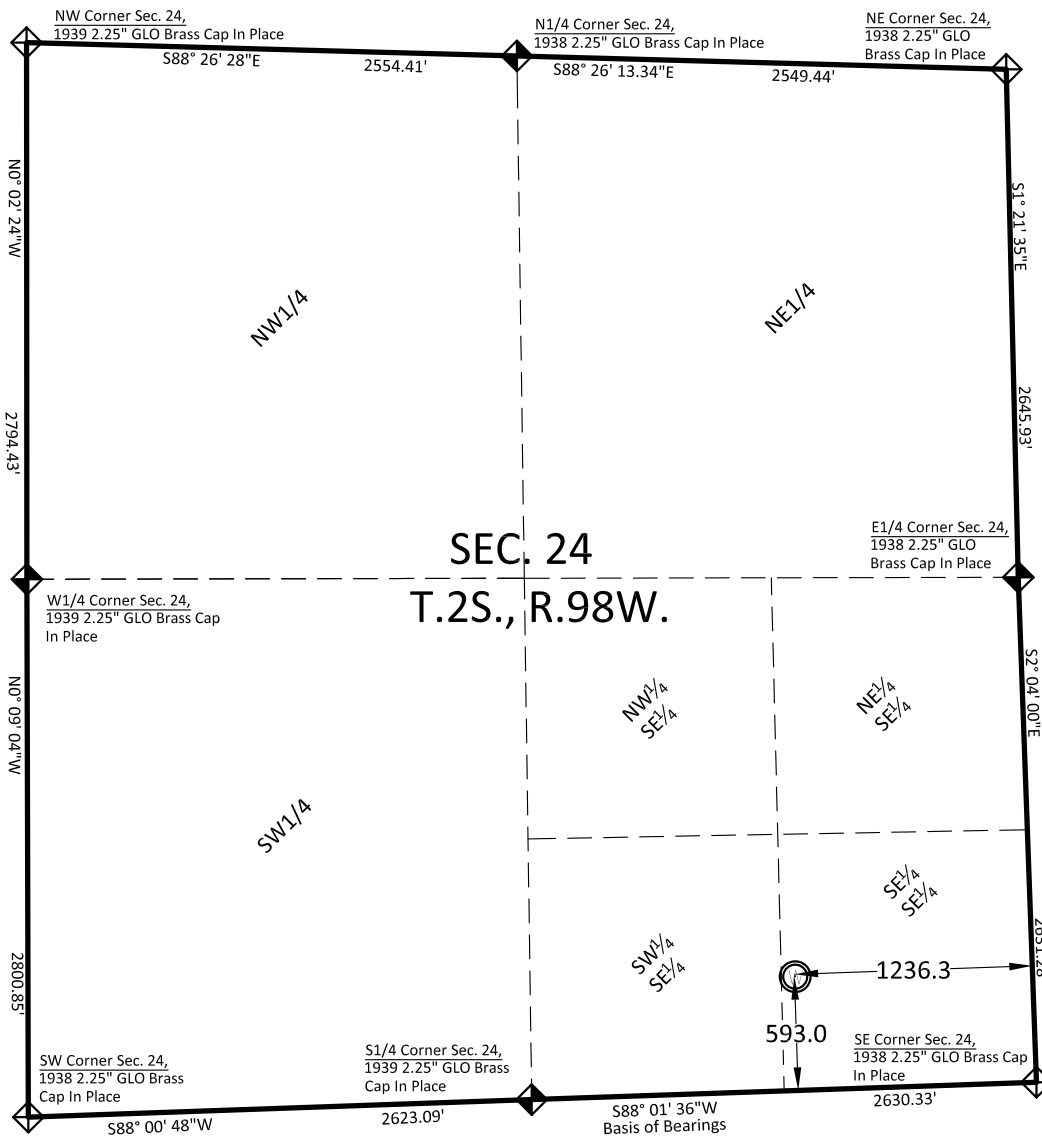 NW Corner Sec. 24,
1939 2.25" GLO Brass Cap In Place
N1/4 Corner Sec. 24,
1938 2.25" GLO Brass Cap In Place
NE Corner Sec. 24,
1938 2.25" GLO
Brass Cap In Place
S88° 26' 28"E
2554.41'
S88° 26' 13.34"E
2549.44'
N0° 02' 24"W
2794.43'
S1° 21' 35"E
2645.93'
NW1/4
NE1/4
SEC. 24
T.2S., R.98W.
E1/4 Corner Sec. 24,
1938 2.25" GLO
Brass Cap In Place
W1/4 Corner Sec. 24,
1939 2.25" GLO Brass Cap
In Place
N0° 09' 04"W
2800.85'
S2° 04' 00"E
NW1/4
SE1/4
NE1/4
SE1/4
SW1/4
SW1/4
SE1/4
SE1/4
SE1/4
1236.3
593.0
SW Corner Sec. 24,
1938 2.25" GLO Brass
Cap In Place
S1/4 Corner Sec. 24,
1939 2.25" GLO Brass
Cap In Place
SE Corner Sec. 24,
1938 2.25" GLO Brass Cap
In Place
S88° 00' 48"W
2623.09'
S88° 01' 36"W
Basis of Bearings
2630.33'